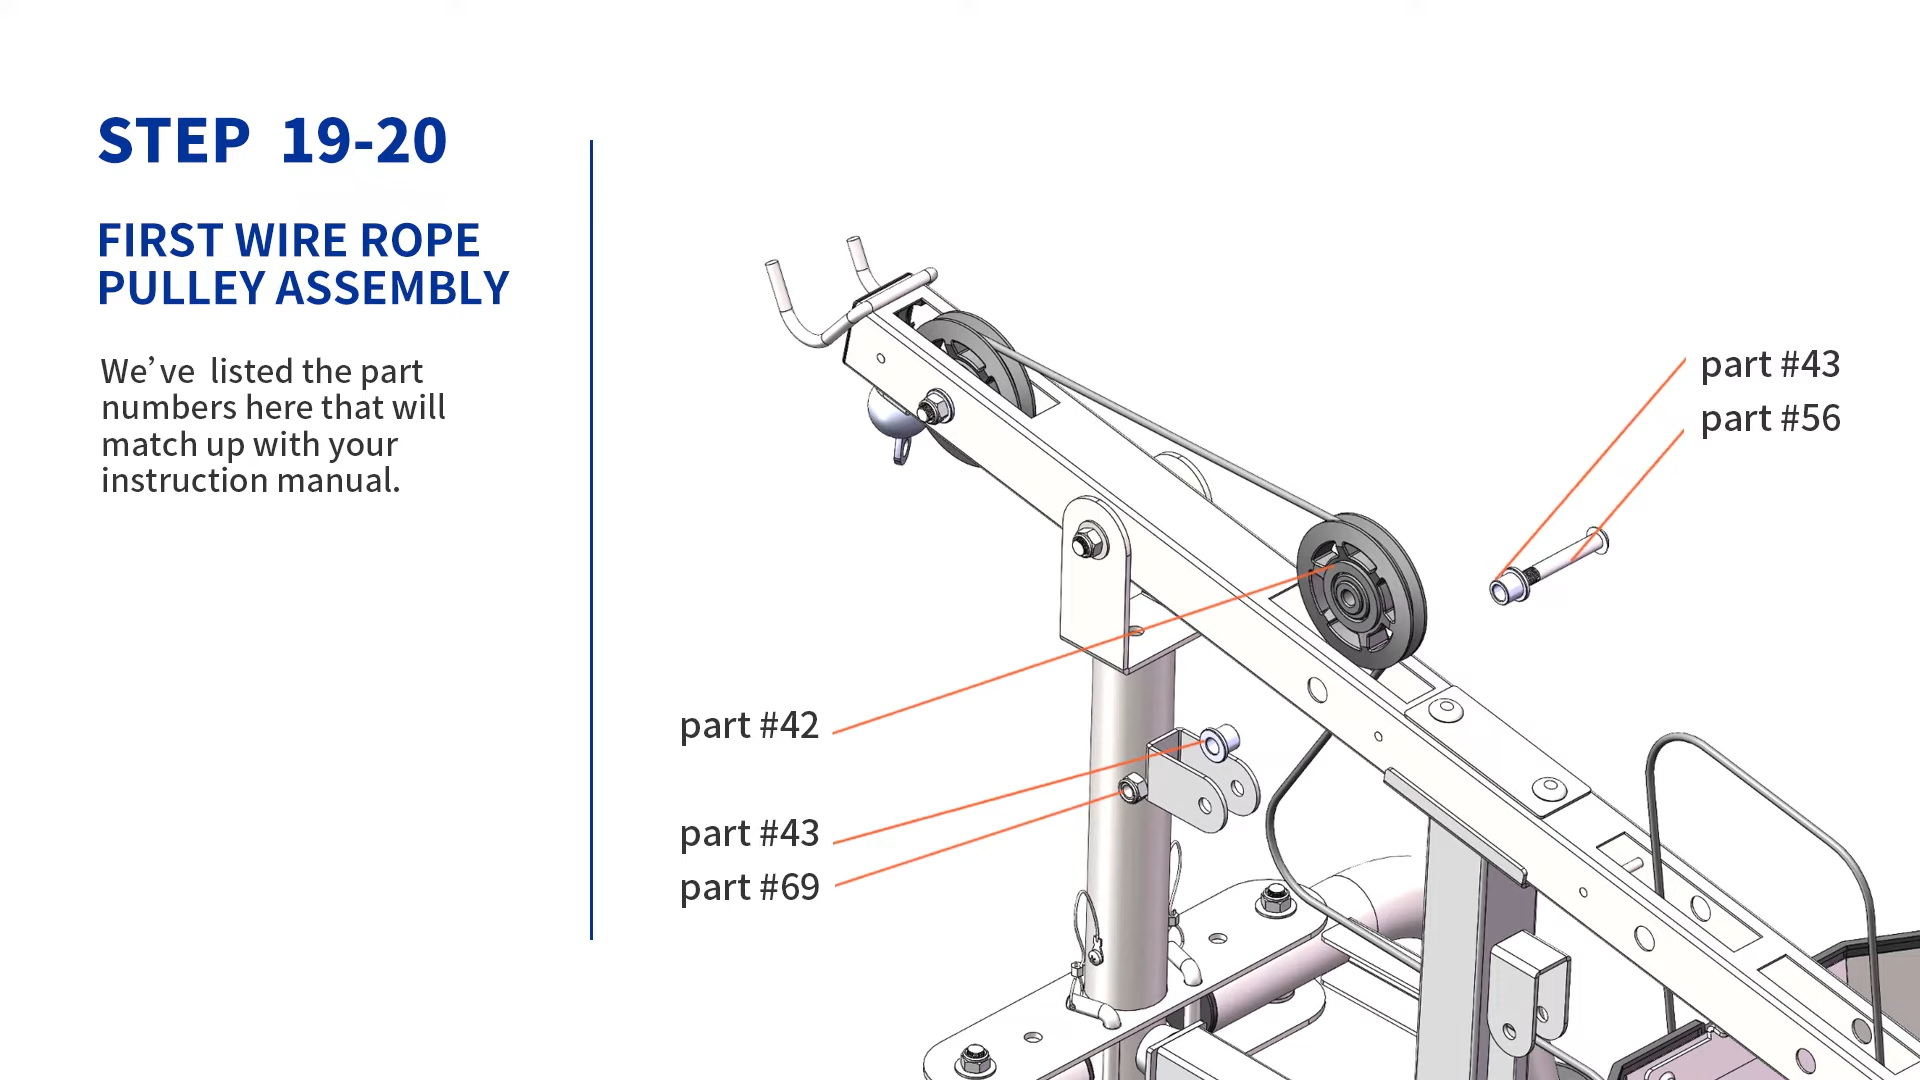 STEP 19-20
FIRST WIRE ROPE
PULLEY ASSEMBLY
We’ve listed the part
numbers here that will
match up with your
instruction manual.
part #43
part #56
part #42
part #43
part #69